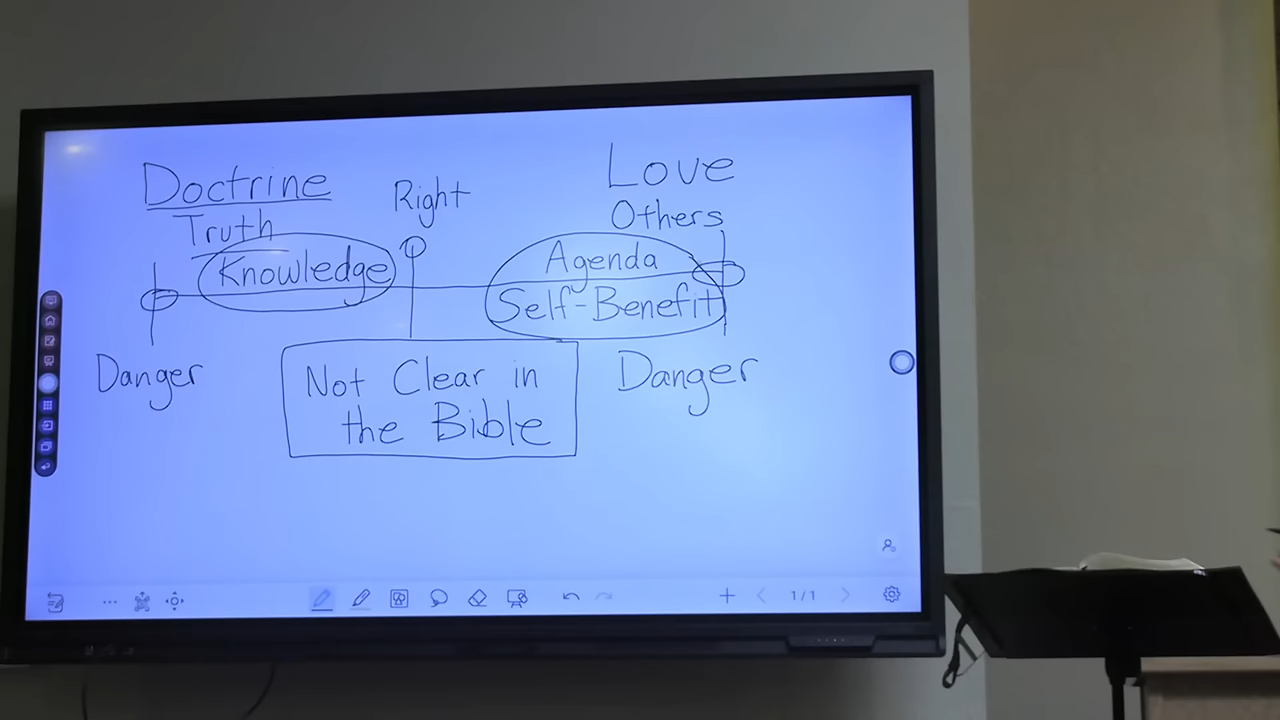 Doctrine
Truth
Knowledge
Right
Love
Others
Agenda
Self-Benefit
Danger
Not Clear in
the Bible
Danger
1/1